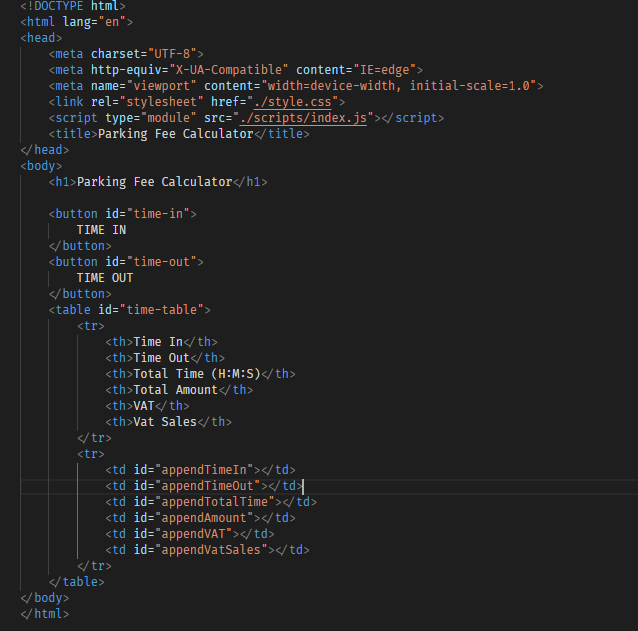 <!DOCTYPE html>
<html lang="en">
<head>
    <meta charset="UTF-8">
    <meta http-equiv="X-UA-Compatible" content="IE=edge">
    <meta name="viewport" content="width=device-width, initial-scale=1.0">
    <link rel="stylesheet" href="./style.css">
    <script type="module" src="./scripts/index.js"></script>
    <title>Parking Fee Calculator</title>
</head>
<body>
    <h1>Parking Fee Calculator</h1>

    <button id="time-in">
        TIME IN
    </button>
    <button id="time-out">
        TIME OUT
    </button>
    <table id="time-table">
        <tr>
            <th>Time In</th>
            <th>Time Out</th>
            <th>Total Time (H:M:S)</th>
            <th>Total Amount</th>
            <th>VAT</th>
            <th>Vat Sales</th>
        </tr>
        <tr>
            <td id="appendTimeIn"></td>
            <td id="appendTimeOut"></td>
            <td id="appendTotalTime"></td>
            <td id="appendAmount"></td>
            <td id="appendVAT"></td>
            <td id="appendVatSales"></td>
        </tr>
    </table>
</body>
</html>